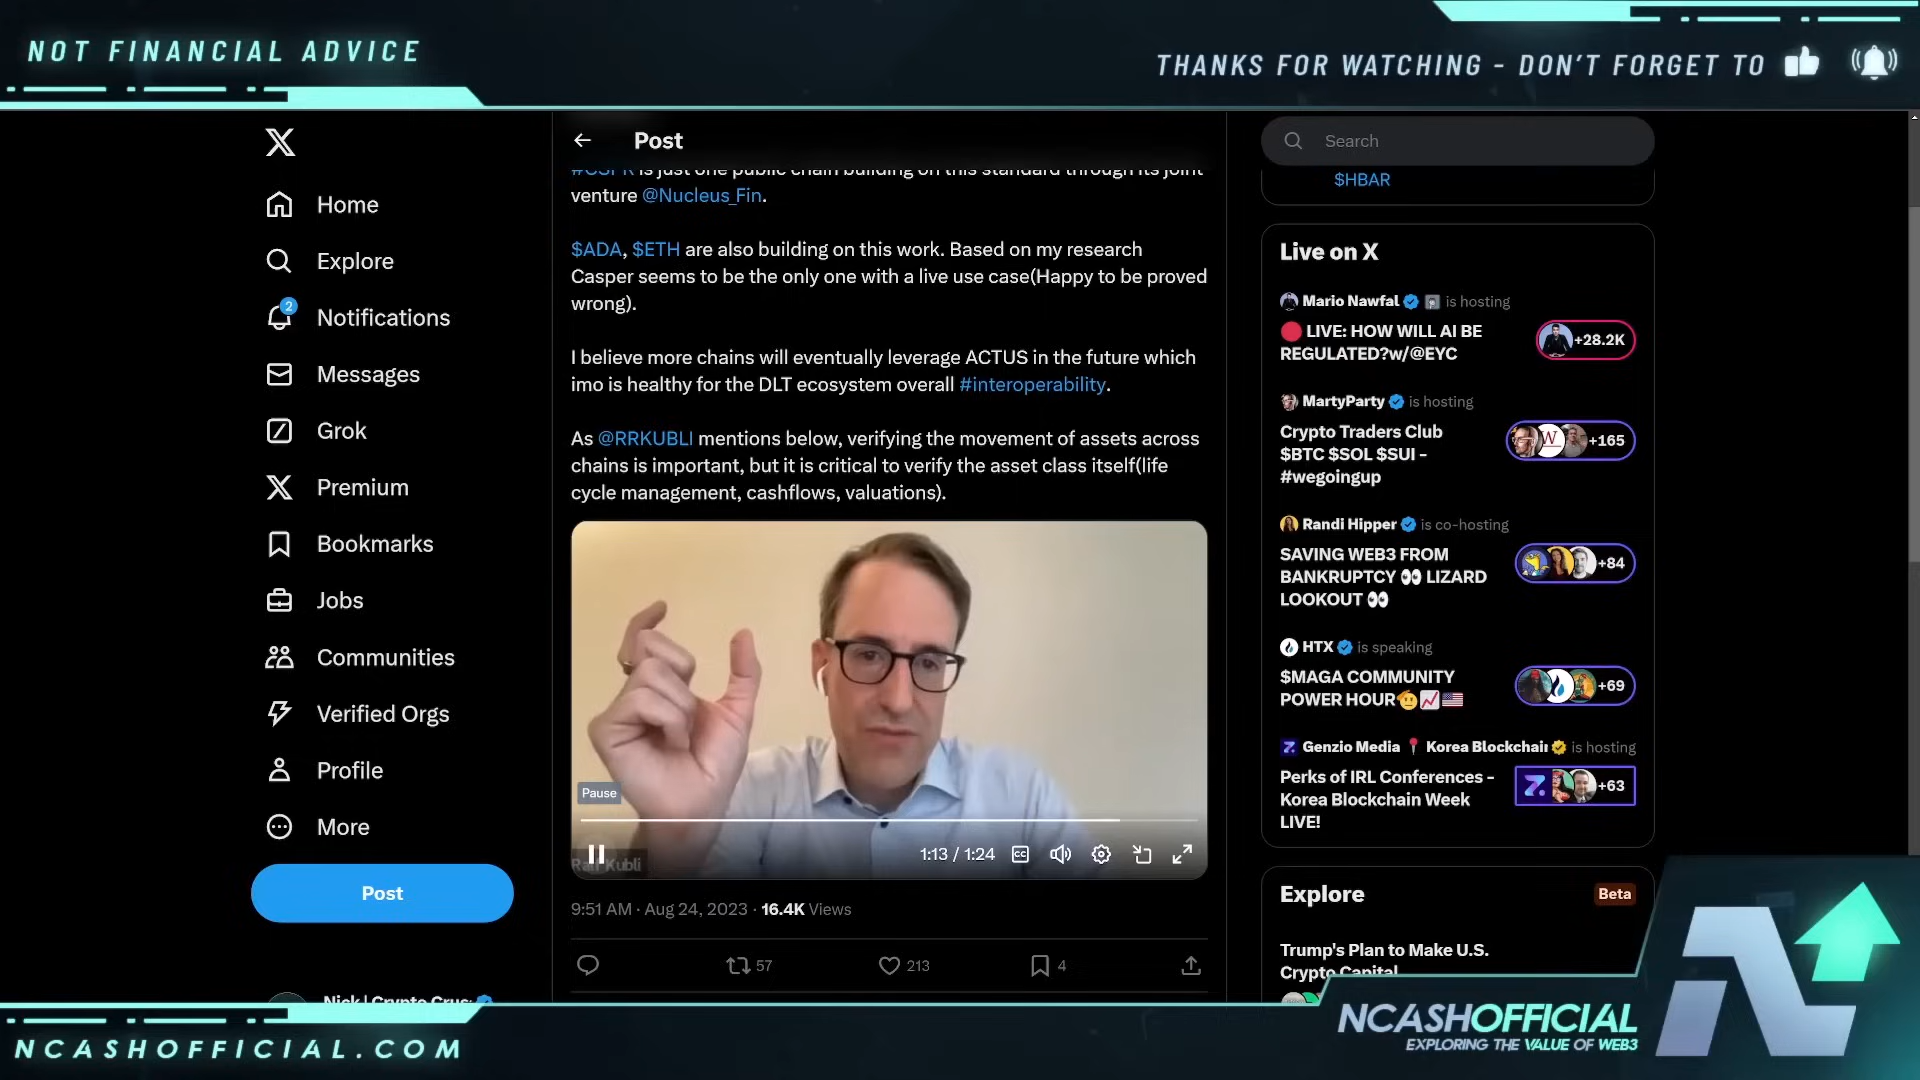 NOT FINANCIAL ADVICE
THANKS FOR WATCHING - DON'T FORGET TO
Post
Search
#CSPR is just one public chain building on this standard through its joint
venture @Nucleus_Fin.
$ADA, $ETH are also building on this work. Based on my research
Casper seems to be the only one with a live use case(Happy to be proved
wrong).
I believe more chains will eventually leverage ACTUS in the future which
imo is healthy for the DLT ecosystem overall #interoperability.
As @RRKUBLI mentions below, verifying the movement of assets across
chains is important, but it is critical to verify the asset class itself(life
cycle management, cashflows, valuations).
Pause
1:13 / 1:24
CC
Ralf Kubli
9:51 AM · Aug 24, 2023 · 16.4K Views
57
213
4
Home
Explore
2
Notifications
Messages
Grok
Premium
Bookmarks
Jobs
Communities
Verified Orgs
Profile
More
Post
Nick | Crypto Crus
$HBAR
Live on X
Mario Nawfal is hosting
LIVE: HOW WILL AI BE
REGULATED?w/@EYC
+28.2K
MartyParty is hosting
Crypto Traders Club
$BTC $SOL $SUI -
#wegoingup
+165
Randi Hipper is co-hosting
SAVING WEB3 FROM
BANKRUPTCY 👀 LIZARD
LOOKOUT 👀
+84
HTX is speaking
$MAGA COMMUNITY
POWER HOUR🫡📈🇺🇸
+69
Genzio Media 📍 Korea Blockchain is hosting
Perks of IRL Conferences -
Korea Blockchain Week
LIVE!
+63
Explore
Beta
Trump's Plan to Make U.S.
Crypto Capital
NCASHOFFICIAL.COM
NCASHOFFICIAL
EXPLORING THE VALUE OF WEB3